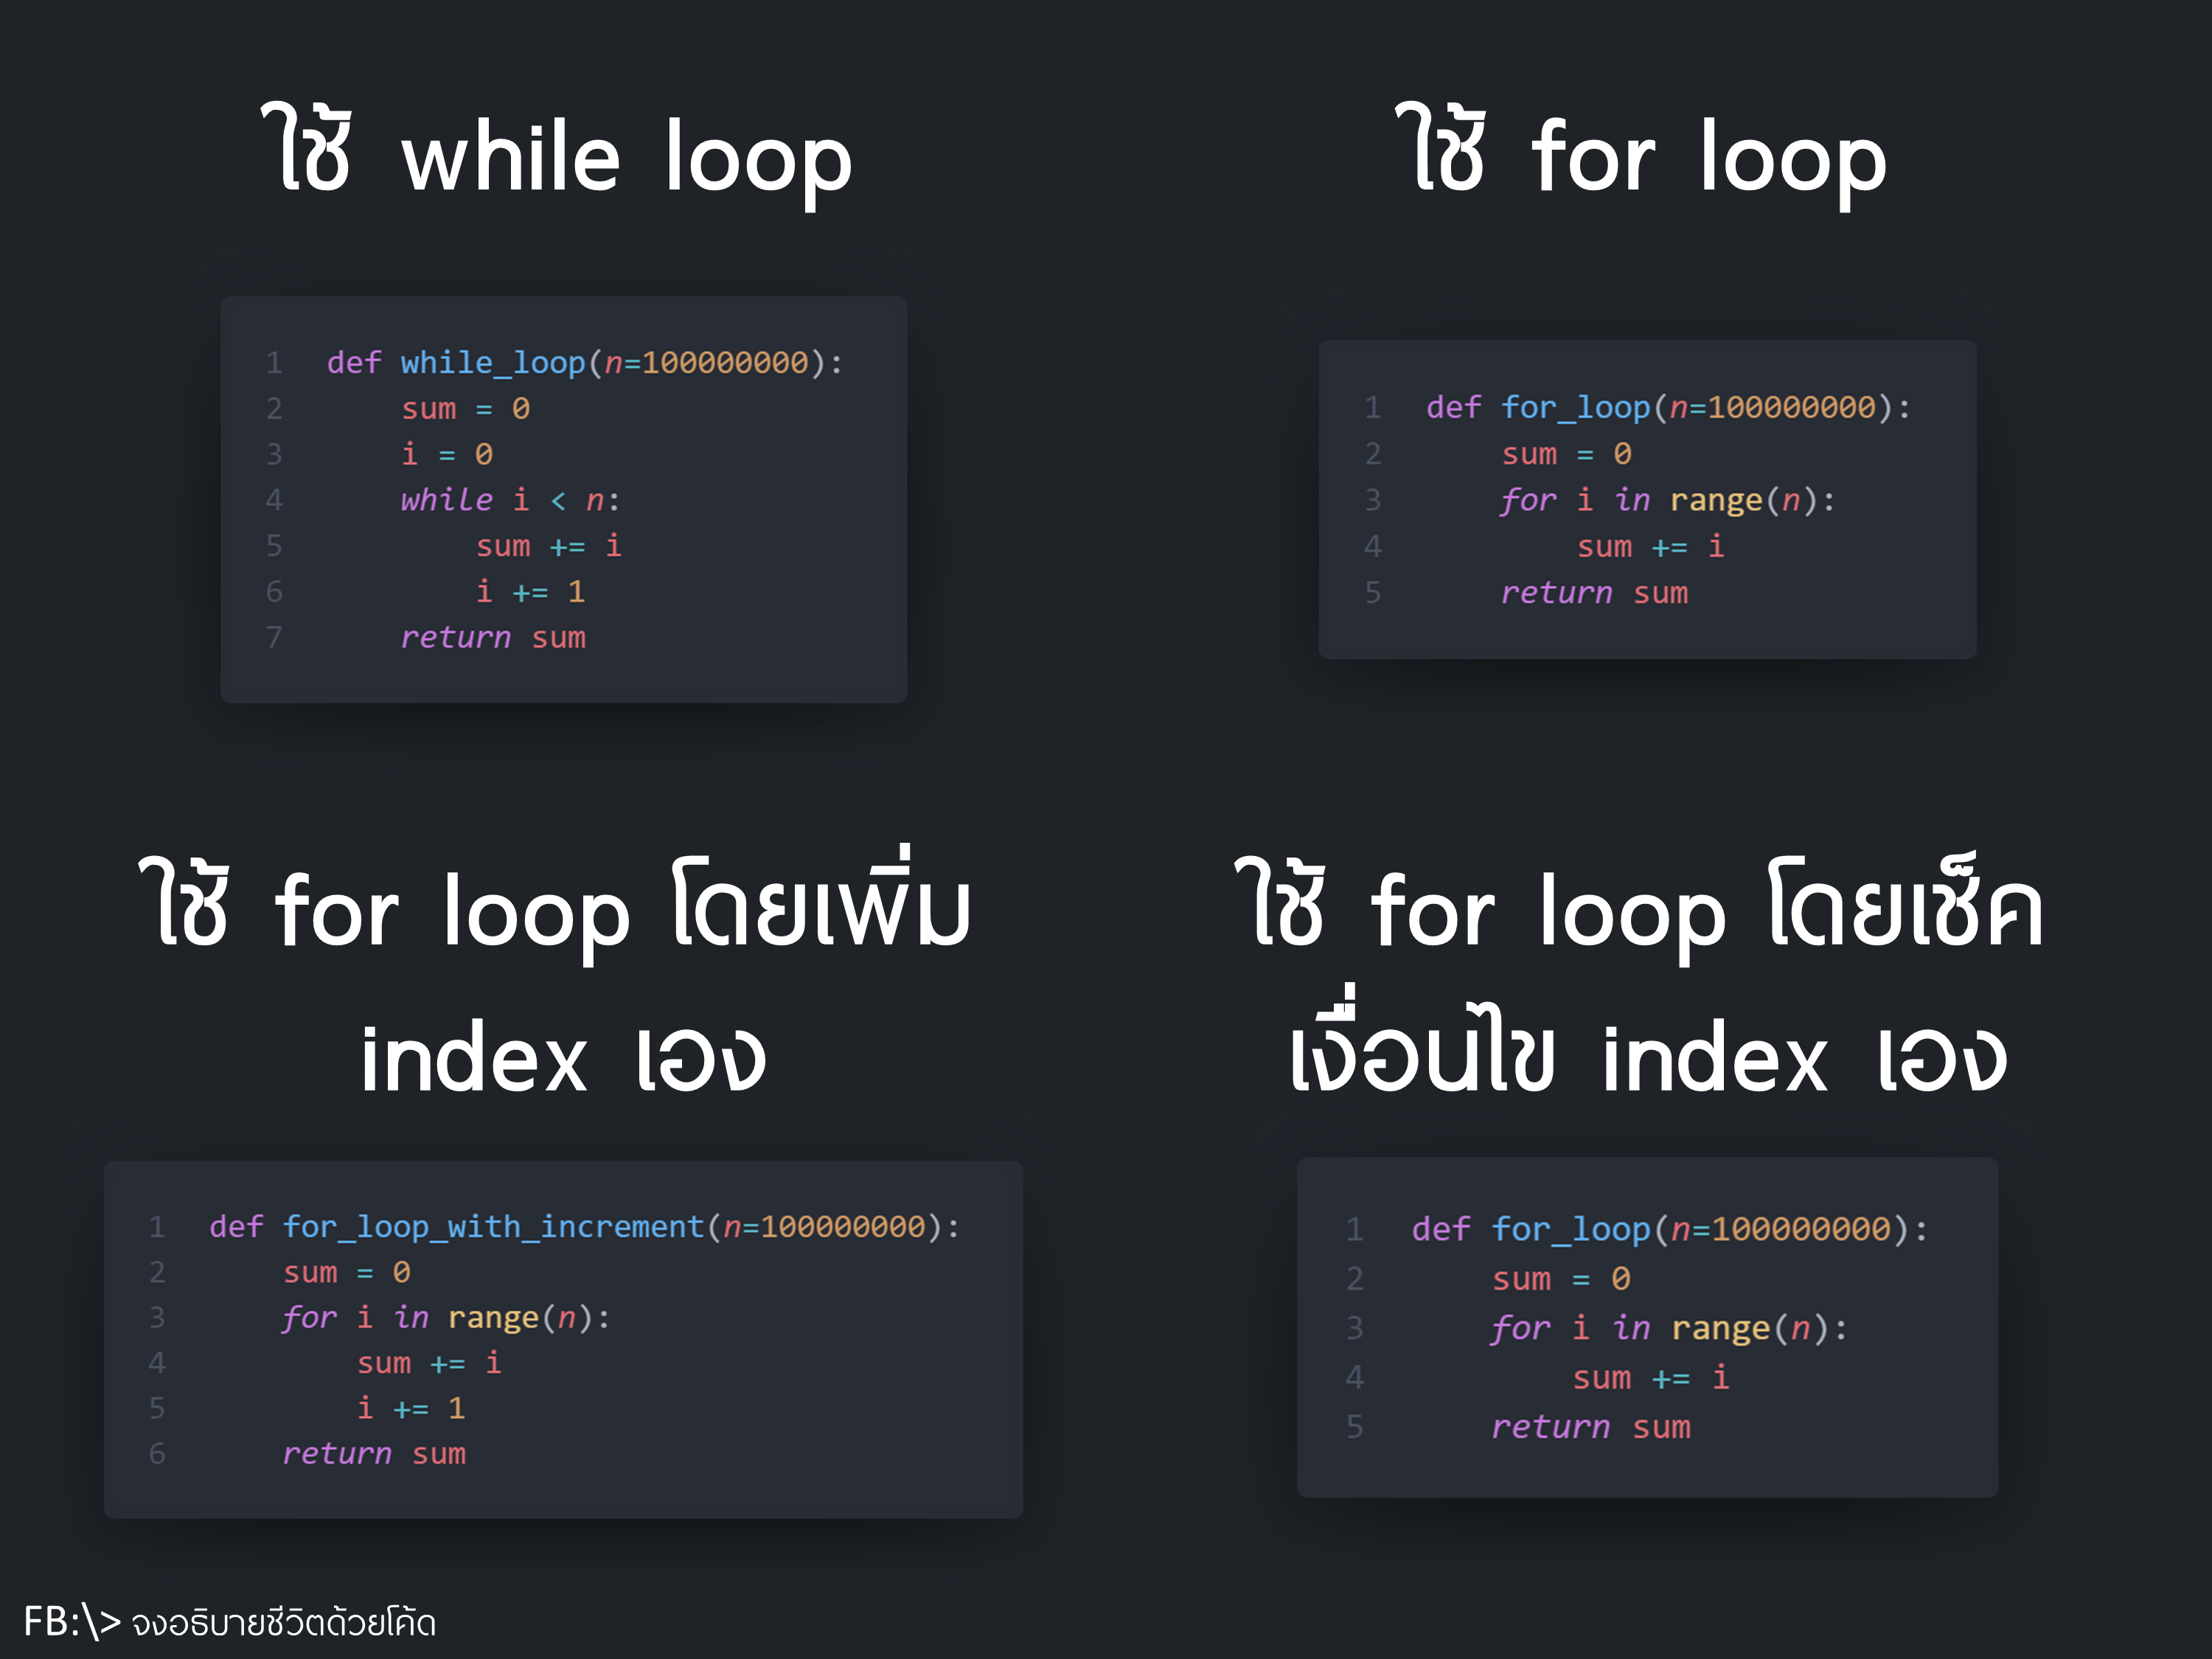 ใช้ while loop
1 def while_loop(n=100000000):
2     sum = 0
3     i = 0
4     while i < n:
5         sum += i
6         i += 1
7     return sum
ใช้ for loop
1 def for_loop(n=100000000):
2     sum = 0
3     for i in range(n):
4         sum += i
5     return sum
ใช้ for loop โดยเพิ่ม
index เอง
1 def for_loop_with_increment(n=100000000):
2     sum = 0
3     for i in range(n):
4         sum += i
5         i += 1
6     return sum
ใช้ for loop โดยเช็ค
เงื่อนไข index เอง
1 def for_loop(n=100000000):
2     sum = 0
3     for i in range(n):
4         sum += i
5     return sum
FB:\> จงอธิบายชีวิตด้วยโค้ด